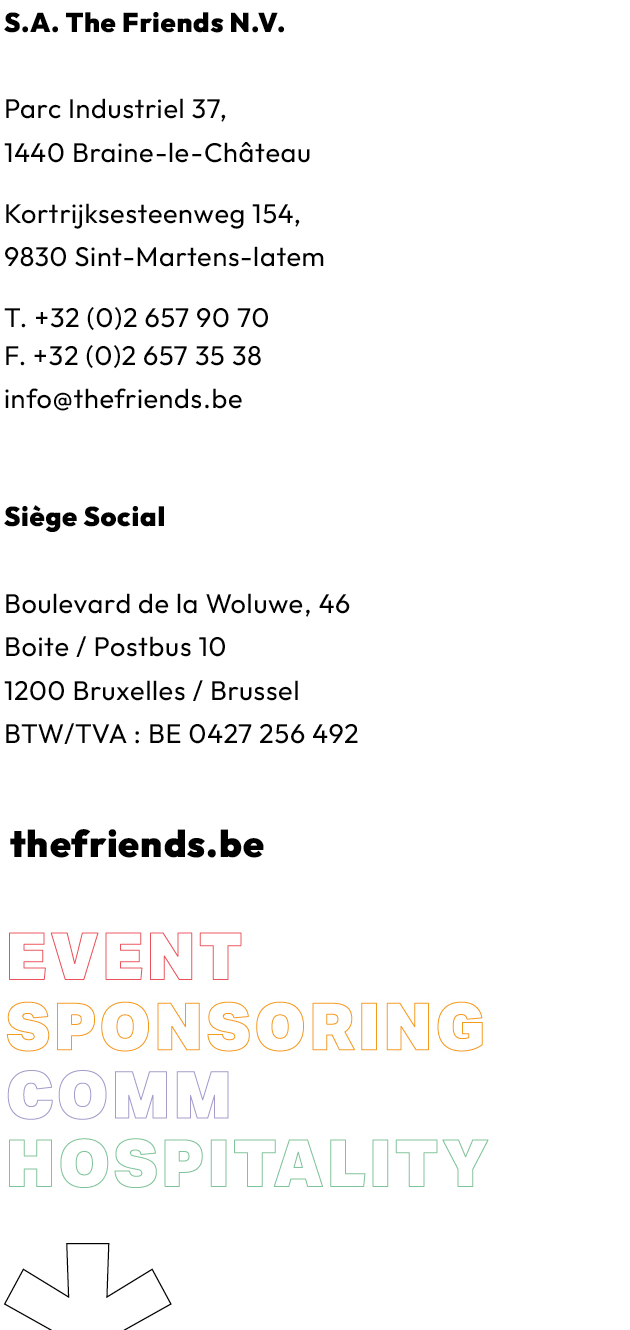 S.A. The Friends N.V.
Parc Industriel 37,
1440 Braine-le-Château
Kortrijksesteenweg 154,
9830 Sint-Martens-latem
T. +32 (0)2 657 90 70
F. +32 (0)2 657 35 38
info@thefriends.be
Siège Social
Boulevard de la Woluwe, 46
Boite / Postbus 10
1200 Bruxelles / Brussel
BTW/TVA : BE 0427 256 492
thefriends.be
EVENT
SPONSORING
COMM
HOSPITALITY